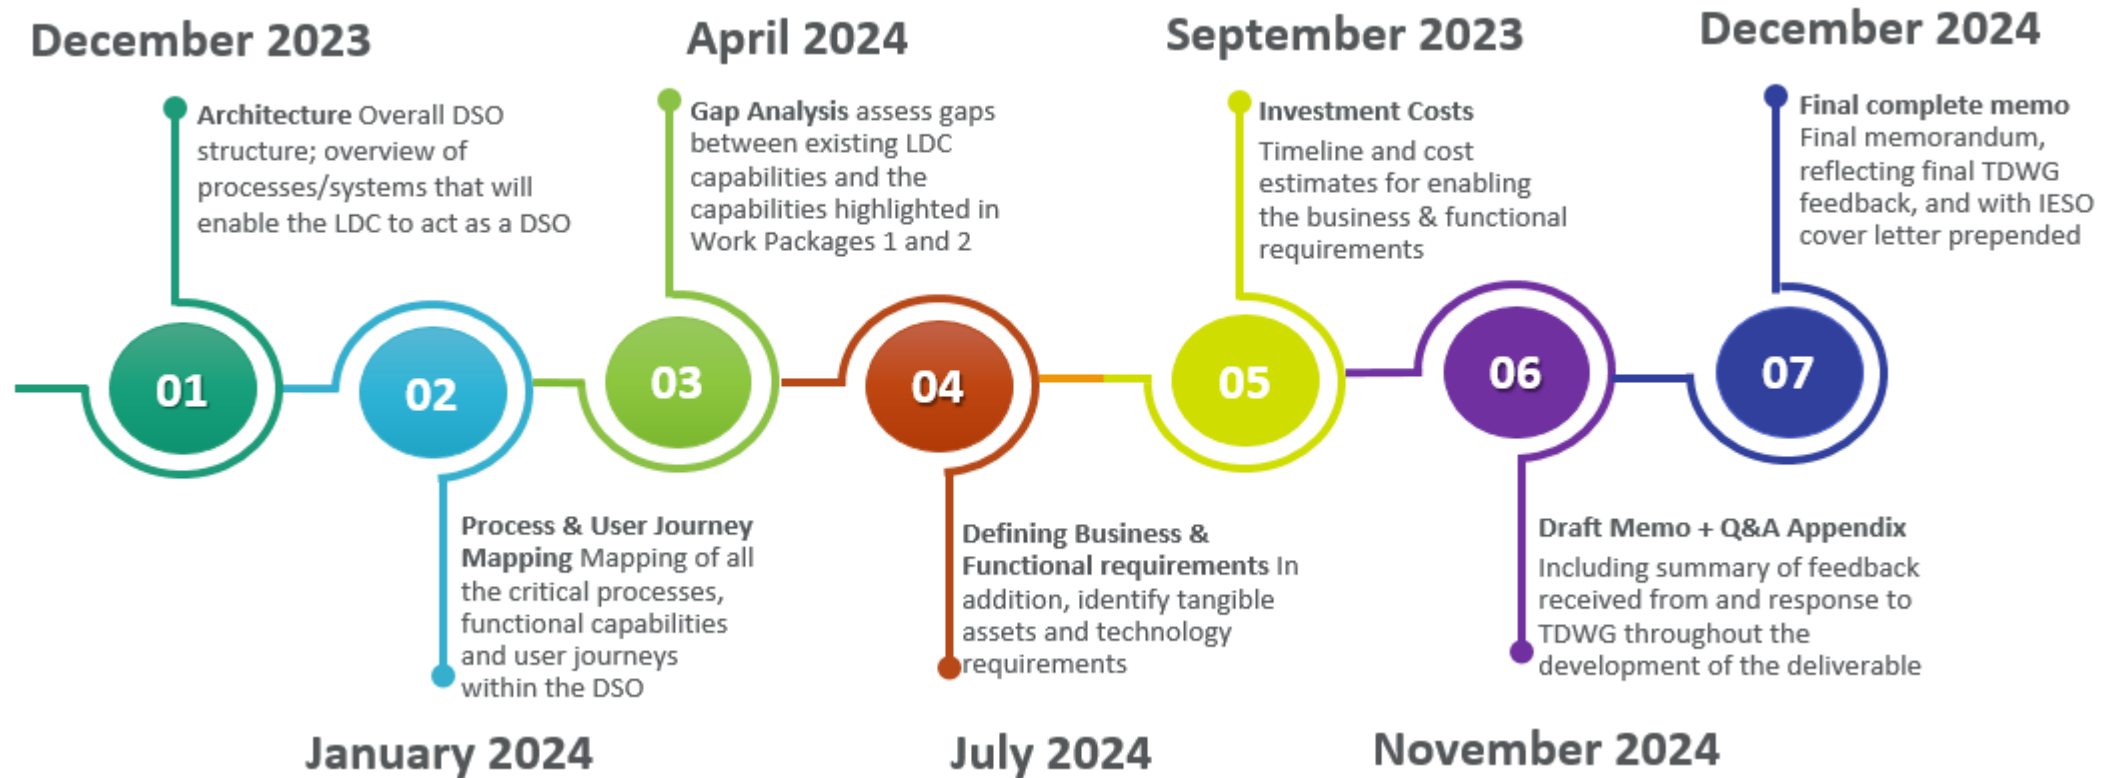 December 2023
Architecture Overall DSO
structure; overview of
processes/systems that will
enable the LDC to act as a DSO
01
02
Process & User Journey
Mapping Mapping of all
the critical processes,
functional capabilities
and user journeys
within the DSO
January 2024
April 2024
Gap Analysis assess gaps
between existing LDC
capabilities and the
capabilities highlighted in
Work Packages 1 and 2
03
04
Defining Business &
Functional requirements In
addition, identify tangible
assets and technology
requirements
July 2024
September 2023
Investment Costs
Timeline and cost
estimates for enabling
the business & functional
requirements
05
06
Draft Memo + Q&A Appendix
Including summary of feedback
received from and response to
TDWG throughout the
development of the deliverable
November 2024
December 2024
Final complete memo
Final memorandum,
reflecting final TDWG
feedback, and with IESO
cover letter prepended
07